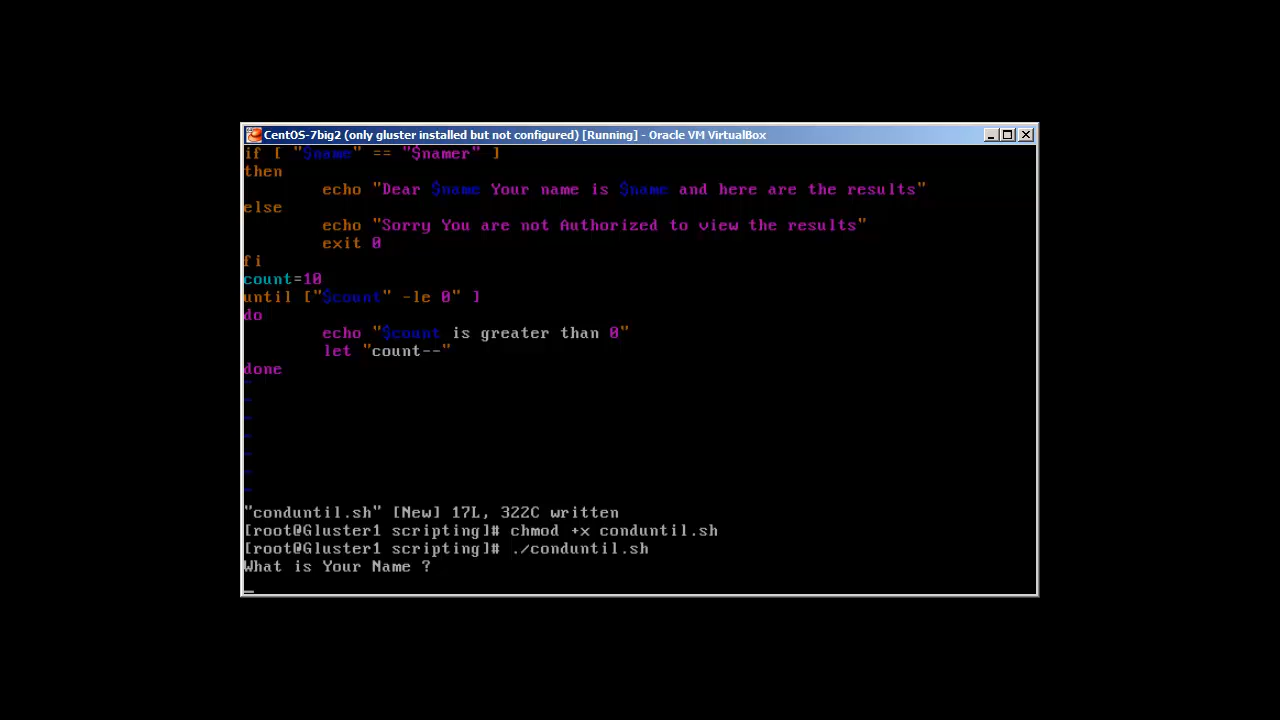 CentOS-7big2 (only gluster installed but not configured) [Running] - Oracle VM VirtualBox
if [ "$name" == "$namer" ]
then
        echo "Dear $name Your name is $name and here are the results"
else
        echo "Sorry You are not Authorized to view the results"
        exit 0
fi
count=10
until ["$count" -le 0" ]
do
        echo "$count is greater than 0"
        let "count--"
done
~
~
~
~
~
~
~
"conduntil.sh" [New] 17L, 322C written
[root@Gluster1 scripting]# chmod +x conduntil.sh
[root@Gluster1 scripting]# ./conduntil.sh
What is Your Name ?